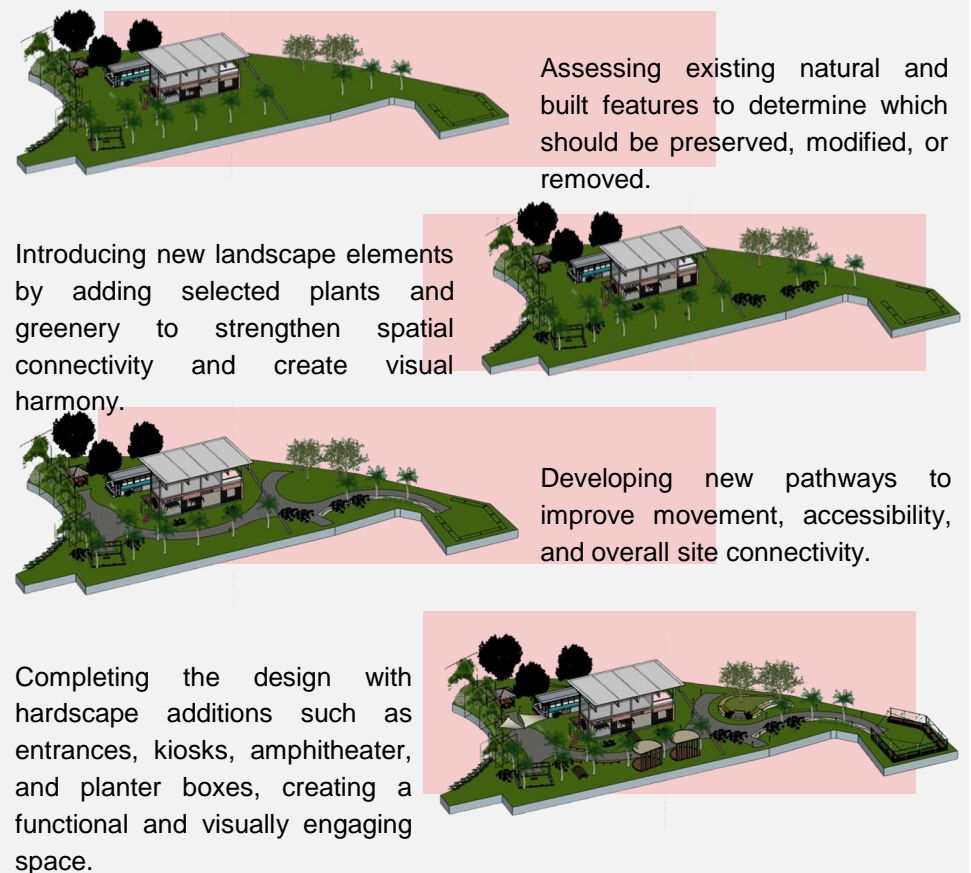 Assessing existing natural and
built features to determine which
should be preserved, modified, or
removed.
Introducing new landscape elements
by adding selected plants and
greenery to strengthen spatial
connectivity and create visual
harmony.
Developing new pathways to
improve movement, accessibility,
and overall site connectivity.
Completing the design with
hardscape additions such as
entrances, kiosks, amphitheater,
and planter boxes, creating a
functional and visually engaging
space.